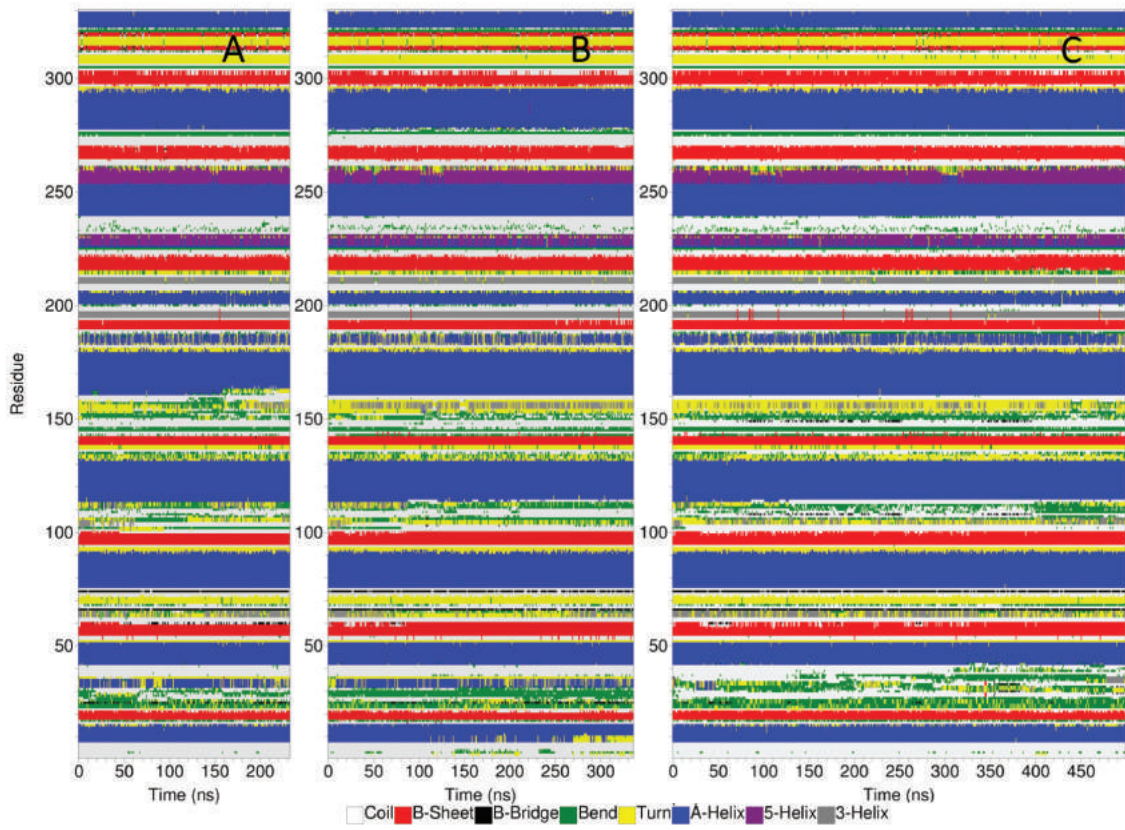 A B C
300 300 300
250 250 250
200 200 200
Residue
150 150 150
100 100 100
50 50 50
0 50 100 150 200 0 50 100 150 200 250 300 0 50 100 150 200 250 300 350 400 450
Time (ns) Time (ns) Time (ns)
Coil B-Sheet B-Bridge Bend Turn A-Helix 5-Helix 3-Helix